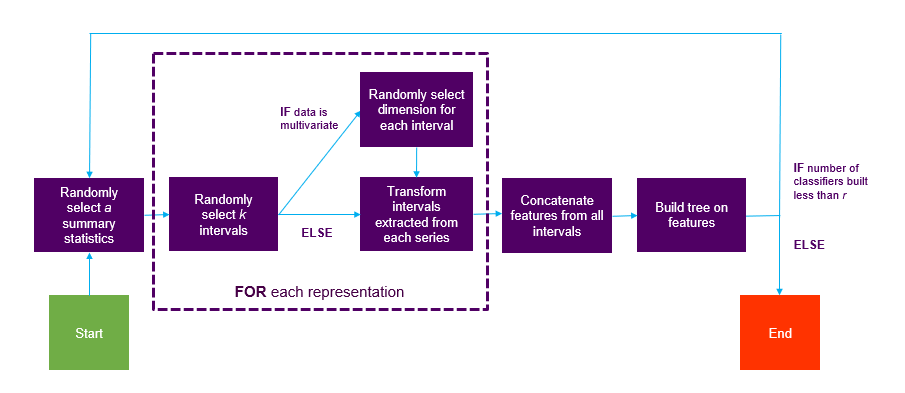 Randomly select
dimension for
each interval
IF data is
multivariate
Randomly
select a
summary
statistics
Randomly
select k
intervals
ELSE
Transform
intervals
extracted from
each series
Concatenate
features from all
intervals
Build tree on
features
IF number of
classifiers built
less than r
ELSE
FOR each representation
Start
End